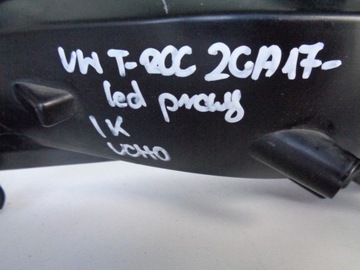 VW T-ROC 2GA17-
led prawy
1K
UCHO